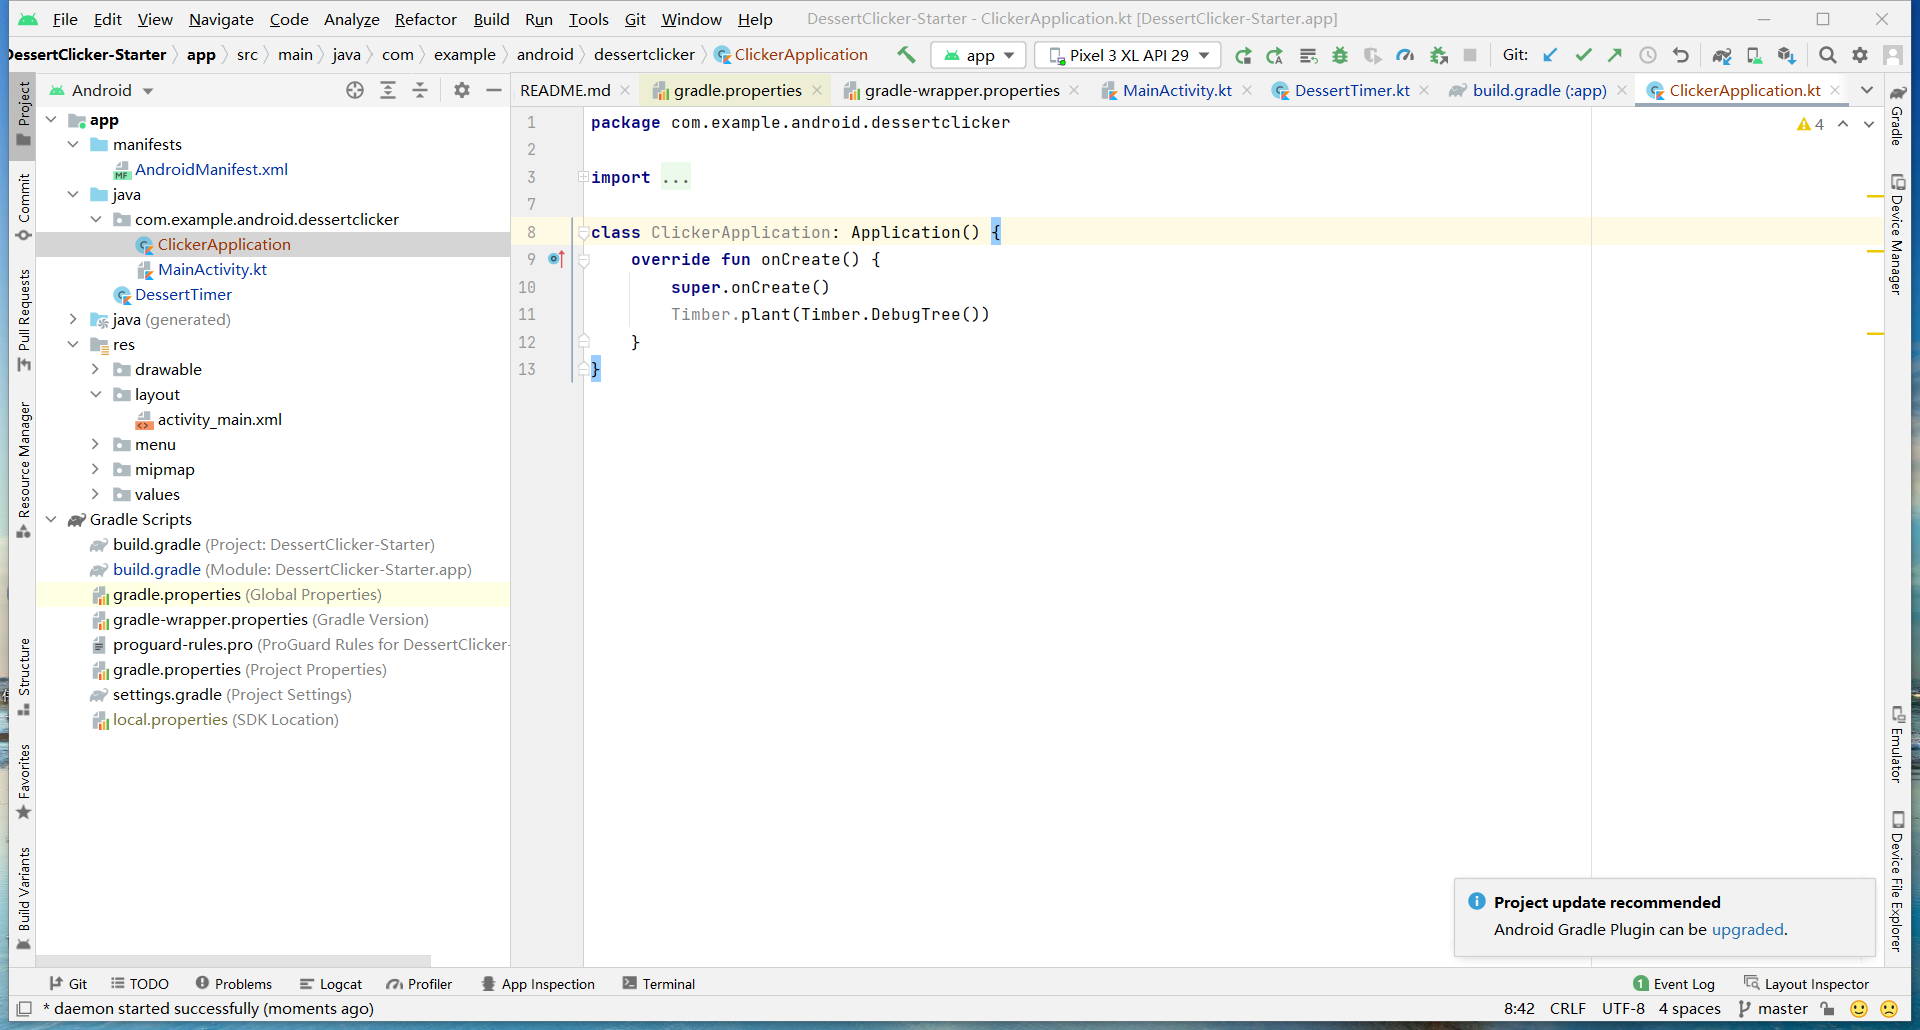 File Edit View Navigate Code Analyze Refactor Build Run Tools Git Window Help DessertClicker-Starter - ClickerApplication.kt [DessertClicker-Starter.app]
DessertClicker-Starter app src main java com example android dessertclicker ClickerApplication app Pixel 3 XL API 29 Git:
Android
README.md gradle.properties gradle-wrapper.properties MainActivity.kt DessertTimer.kt build.gradle (:app) ClickerApplication.kt
Project
Commit
Pull Requests
Resource Manager
Structure
Favorites
Build Variants
app
manifests
AndroidManifest.xml
java
com.example.android.dessertclicker
ClickerApplication
MainActivity.kt
DessertTimer
java (generated)
res
drawable
layout
activity_main.xml
menu
mipmap
values
Gradle Scripts
build.gradle (Project: DessertClicker-Starter)
build.gradle (Module: DessertClicker-Starter.app)
gradle.properties (Global Properties)
gradle-wrapper.properties (Gradle Version)
proguard-rules.pro (ProGuard Rules for DessertClicker-
gradle.properties (Project Properties)
settings.gradle (Project Settings)
local.properties (SDK Location)
1 package com.example.android.dessertclicker
2
3 import ...
7
8 class ClickerApplication: Application() {
9 override fun onCreate() {
10 super.onCreate()
11 Timber.plant(Timber.DebugTree())
12 }
13 }
4
Gradle
Device Manager
Emulator
Device File Explorer
Project update recommended
Android Gradle Plugin can be upgraded.
Git TODO Problems Logcat Profiler App Inspection Terminal 1 Event Log Layout Inspector
* daemon started successfully (moments ago) 8:42 CRLF UTF-8 4 spaces master